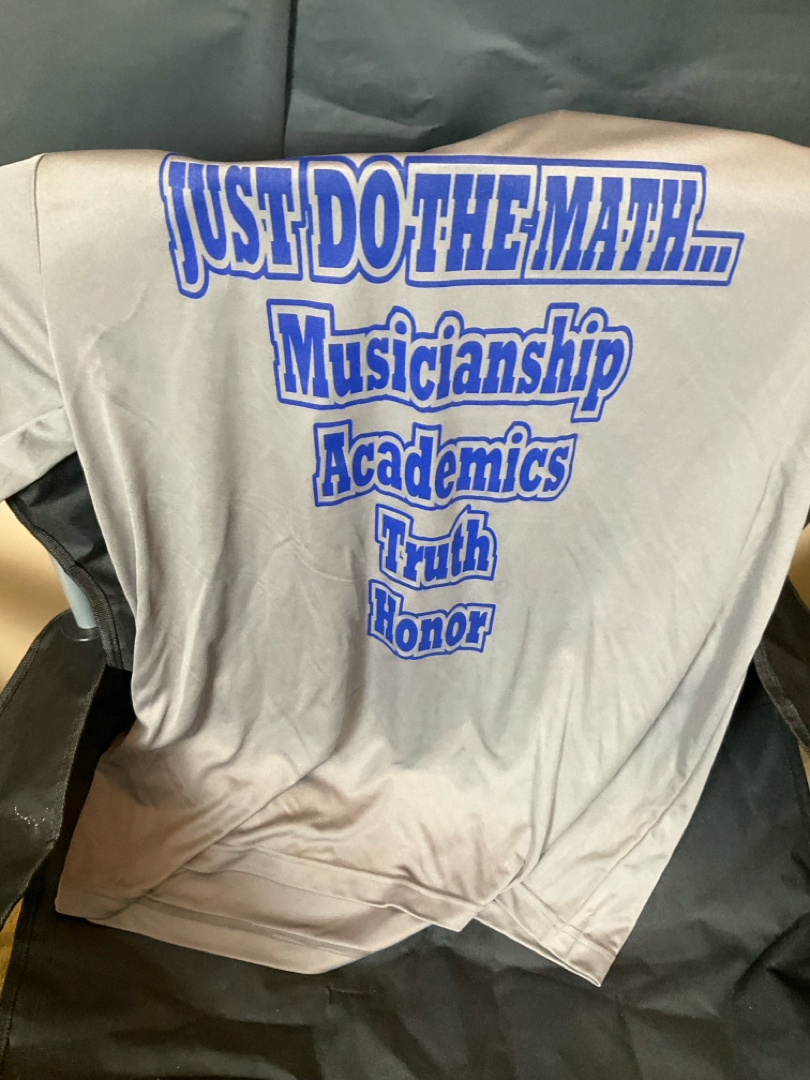 JUST DO THE MATH...
Musicianship
Academics
Truth
Honor